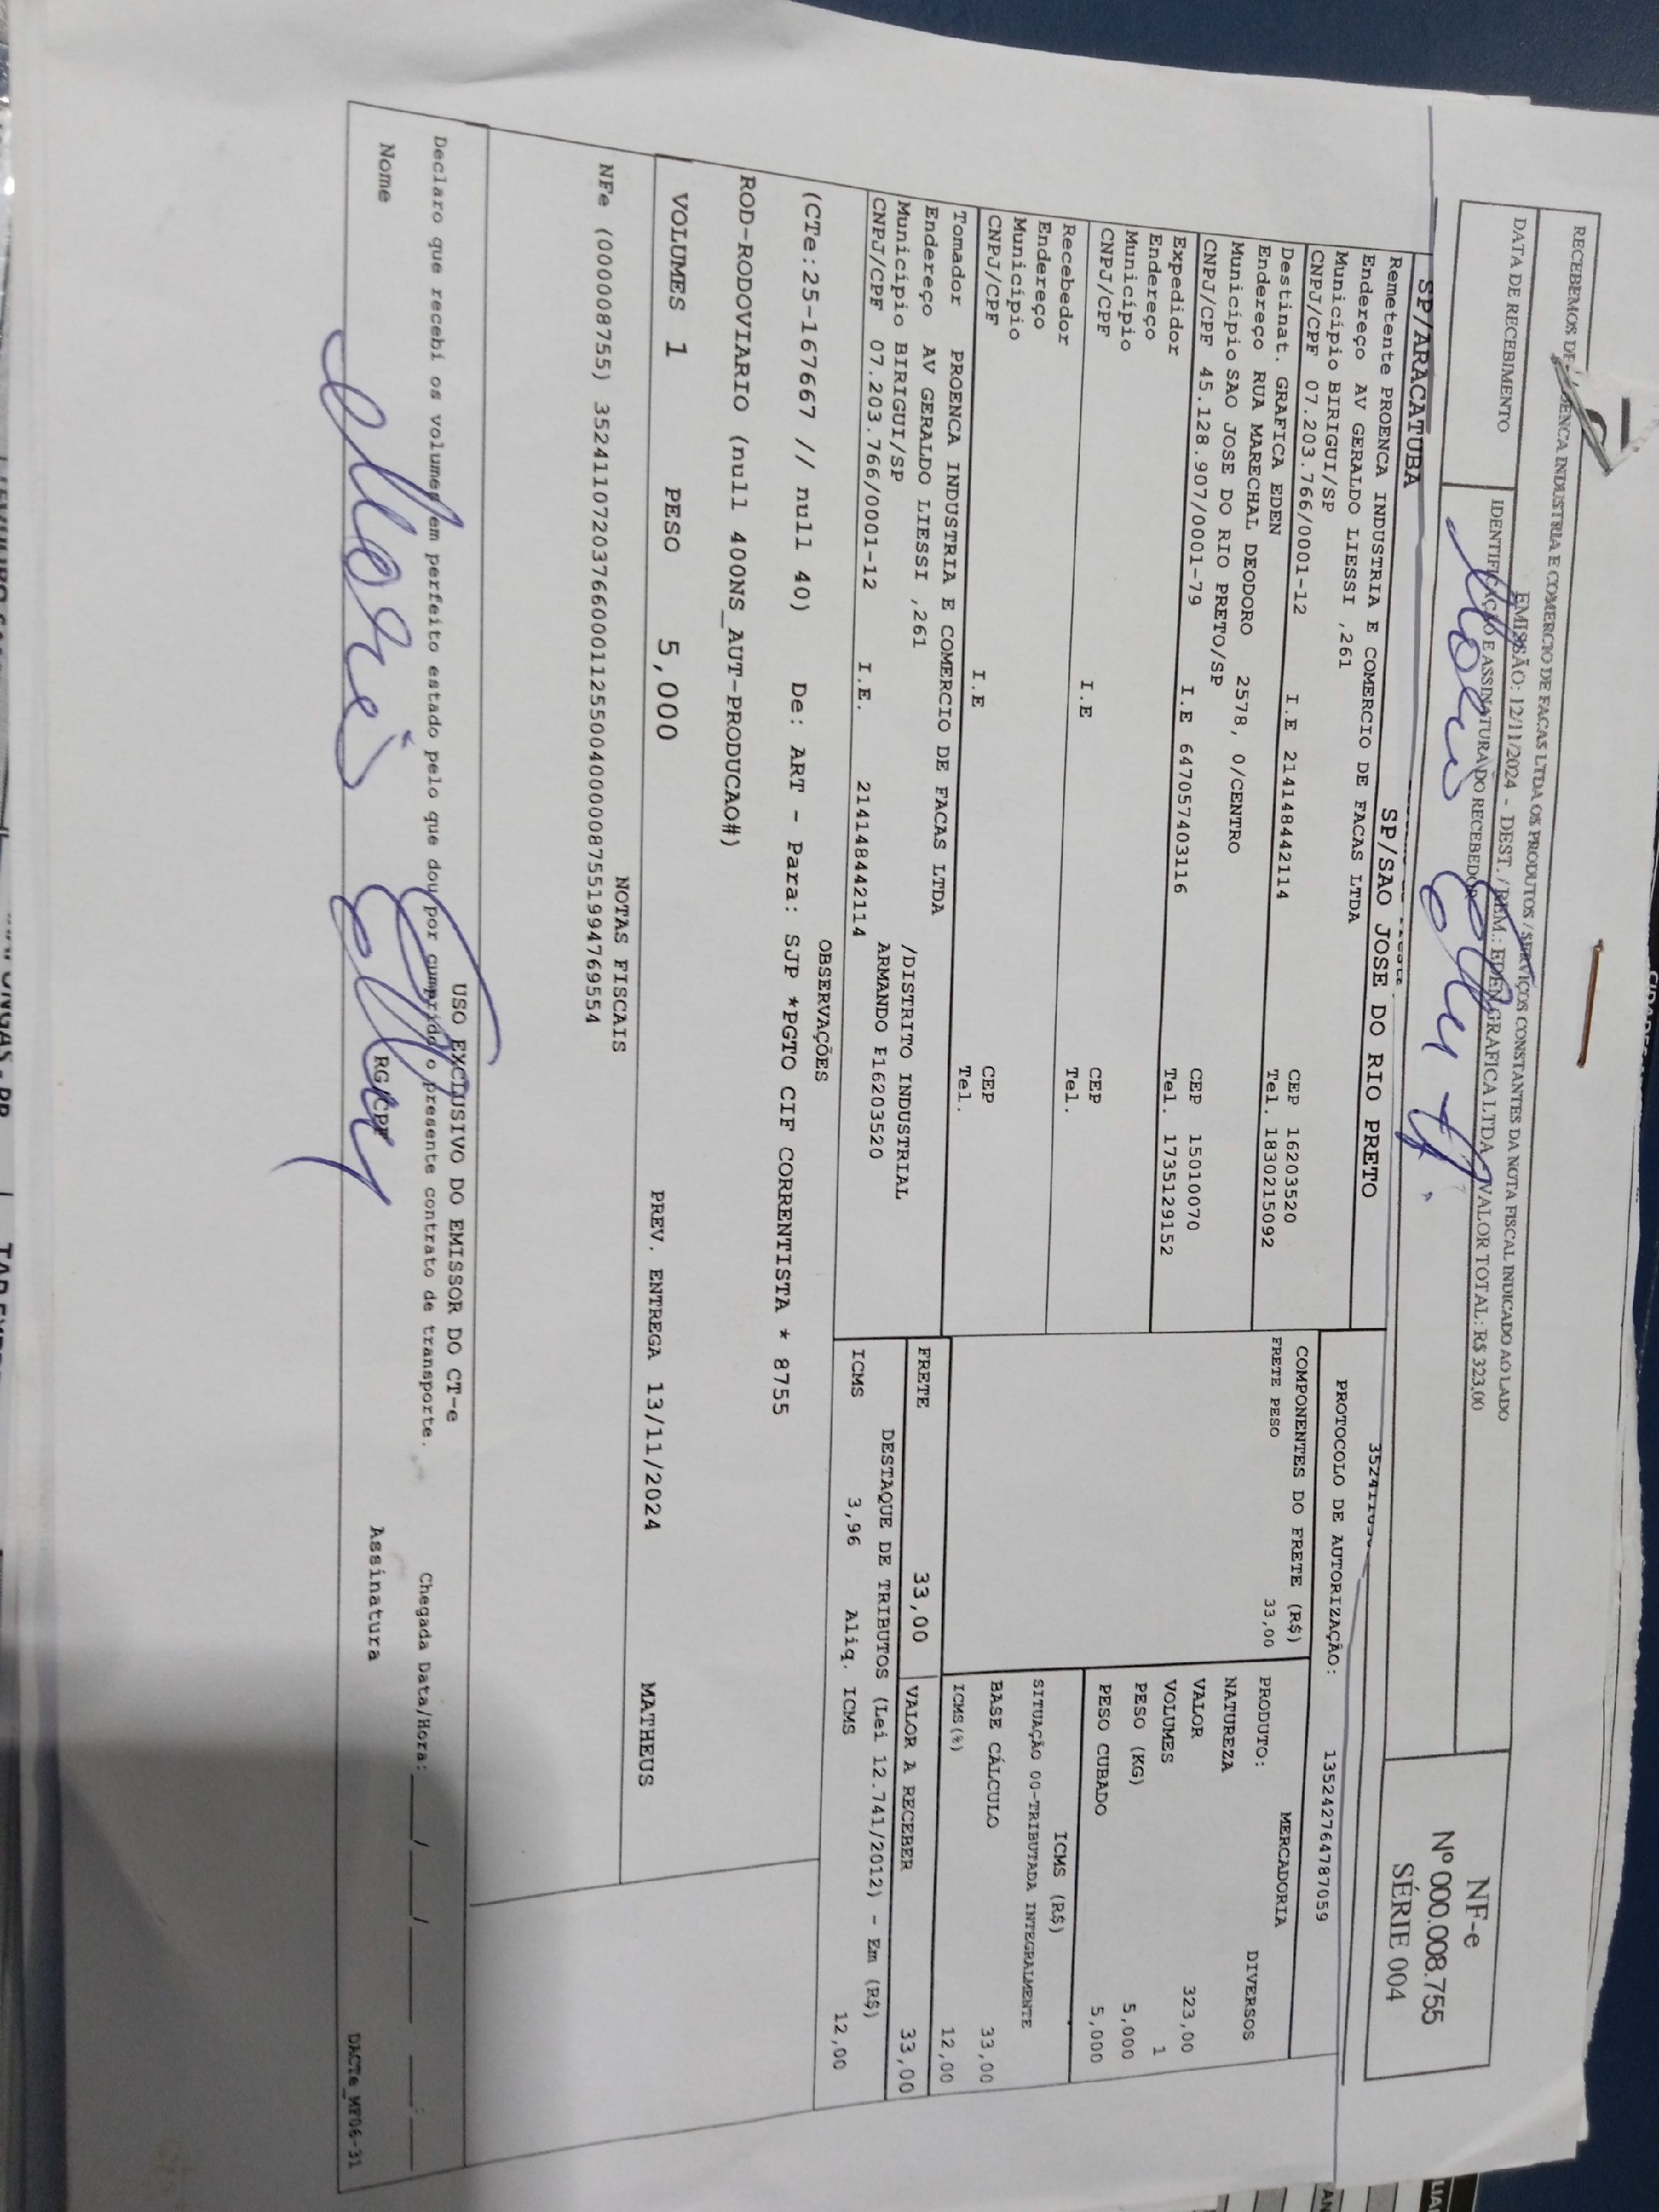 RECEBEMOS DE PROENCA INDUSTRIA E COMERCIO DE FACAS LTDA OS PRODUTOS / SERVIÇOS CONSTANTES DA NOTA FISCAL INDICADO AO LADO
EMISSÃO: 12/11/2024 - DEST. / REM.: EDEN GRAFICA LTDA - VALOR TOTAL: R$ 323,00
DATA DE RECEBIMENTO
IDENTIFICAÇÃO E ASSINATURA DO RECEBEDOR
NF-e
Nº 000.008.755
SÉRIE 004
SP/ARACATUBA
SP/SAO JOSE DO RIO PRETO
Remetente PROENCA INDUSTRIA E COMERCIO DE FACAS LTDA
Endereço AV GERALDO LIESSI ,261
Município BIRIGUI/SP CEP 16203520
CNPJ/CPF 07.203.766/0001-12 I.E 214148442114 Tel. 1830215092
Destinat. GRAFICA EDEN
Endereço RUA MARECHAL DEODORO 2578, 0/CENTRO
Município SAO JOSE DO RIO PRETO/SP CEP 15010070
CNPJ/CPF 45.128.907/0001-79 I.E 647057403116 Tel. 1735129152
Expedidor
Endereço
Município CEP
CNPJ/CPF I.E Tel.
Recebedor
Endereço
Município CEP
CNPJ/CPF I.E Tel.
Tomador PROENCA INDUSTRIA E COMERCIO DE FACAS LTDA
Endereço AV GERALDO LIESSI ,261 /DISTRITO INDUSTRIAL
Município BIRIGUI/SP ARMANDO F16203520
CNPJ/CPF 07.203.766/0001-12 I.E. 214148442114
PROTOCOLO DE AUTORIZAÇÃO: 135242764787059
COMPONENTES DO FRETE (R$)
FRETE PESO 33,00
MERCADORIA
PRODUTO: DIVERSOS
NATUREZA
VALOR 323,00
VOLUMES 1
PESO (KG) 5,000
PESO CUBADO 5,000
ICMS (R$)
SITUAÇÃO 00-TRIBUTADA INTEGRALMENTE
BASE CÁLCULO 33,00
ICMS(%) 12,00
FRETE 33,00 VALOR A RECEBER 33,00
DESTAQUE DE TRIBUTOS (Lei 12.741/2012) - Em (R$)
ICMS 3,96 Aliq. ICMS 12,00
OBSERVAÇÕES
(CTe:25-167667 // null 40) De: ART - Para: SJP *PGTO CIF CORRENTISTA * 8755
ROD-RODOVIARIO (null 400NS_AUT-PRODUCAO#)
VOLUMES 1 PESO 5,000 PREV. ENTREGA 13/11/2024 MATHEUS
NOTAS FISCAIS
NFe (000008755) 35241107203766000112550040000087551994769554
USO EXCLUSIVO DO EMISSOR DO CT-e
Declaro que recebi os volumes em perfeito estado pelo que dou por cumprido o presente contrato de transporte. Chegada Data/Hora: ___/___/____ ___:___
Nome RG/CPF Assinatura
DACTe_MF06-31